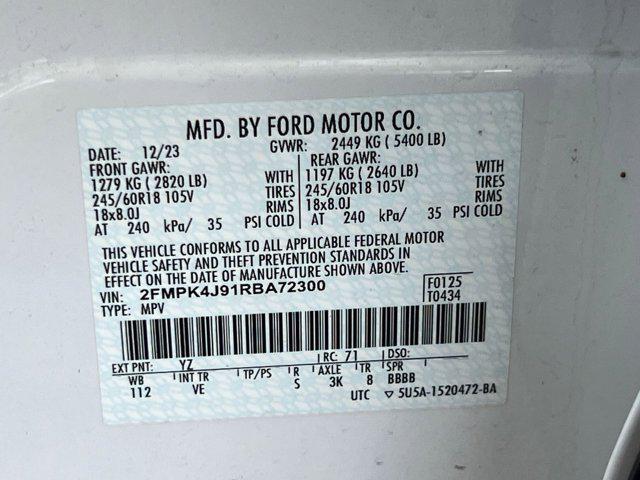 MFD. BY FORD MOTOR CO.
DATE: 12/23 GVWR: 2449 KG ( 5400 LB)
FRONT GAWR: REAR GAWR:
1279 KG ( 2820 LB) WITH 1197 KG ( 2640 LB) WITH
245/60R18 105V TIRES 245/60R18 105V TIRES
18x8.0J RIMS 18x8.0J RIMS
AT 240 kPa/ 35 PSI COLD AT 240 kPa/ 35 PSI COLD
THIS VEHICLE CONFORMS TO ALL APPLICABLE FEDERAL MOTOR
VEHICLE SAFETY AND THEFT PREVENTION STANDARDS IN
EFFECT ON THE DATE OF MANUFACTURE SHOWN ABOVE.
VIN: 2FMPK4J91RBA72300 F0125
TYPE: MPV T0434
EXT PNT: YZ RC: 71 DSO:
WB INT TR TP/PS R AXLE TR SPR
112 VE S 3K 8 BBBB
UTC ▽ 5U5A-1520472-BA